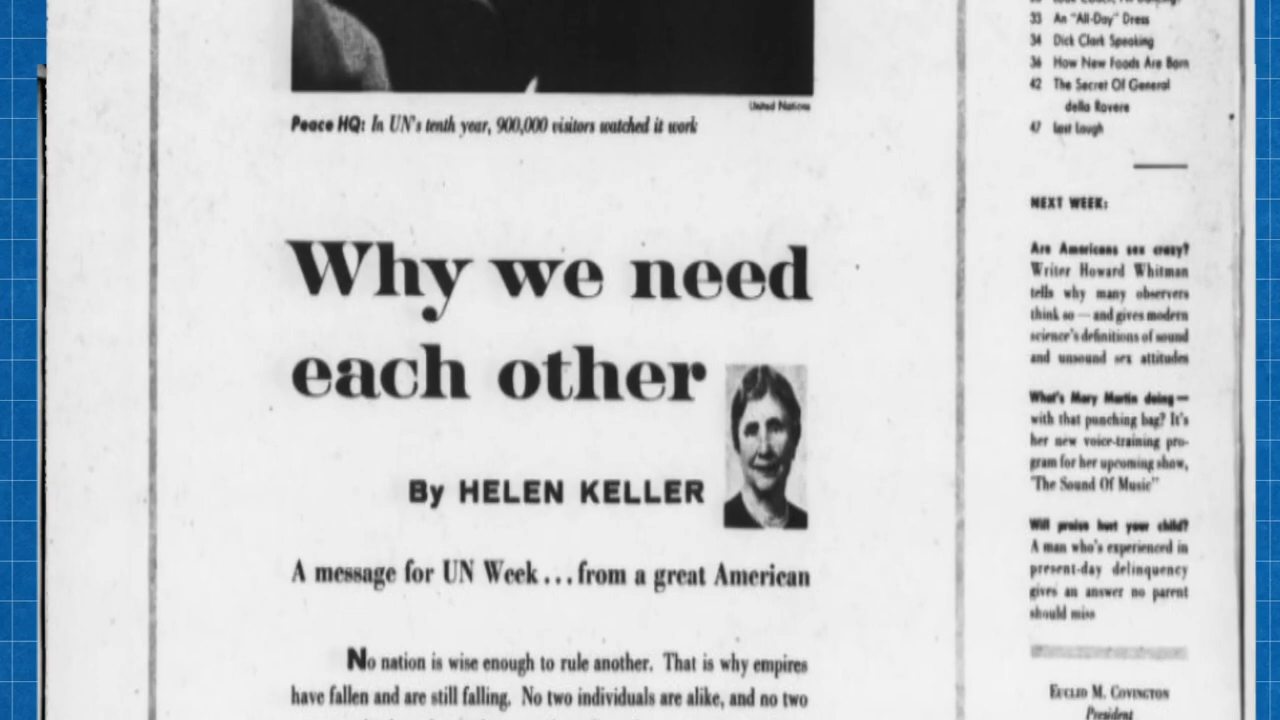 United Nations
Peace HQ: In UN's tenth year, 900,000 visitors watched it work
Why we need
each other
By HELEN KELLER
A message for UN Week...from a great American
No nation is wise enough to rule another. That is why empires
have fallen and are still falling. No two individuals are alike, and no two
33 An "All-Day" Dress
34 Dick Clark Speaking
36 How New Foods Are Born
42 The Secret Of General
della Rovere
47 Last Laugh
NEXT WEEK:
Are Americans sex crazy?
Writer Howard Whitman
tells why many observers
think so — and gives modern
science's definitions of sound
and unsound sex attitudes
What's Mary Martin doing—
with that punching bag? It's
her new voice-training pro-
gram for her upcoming show,
"The Sound Of Music"
Will praise hurt your child?
A man who's experienced in
present-day delinquency
gives an answer no parent
should miss
EUCLID M. COVINGTON
President